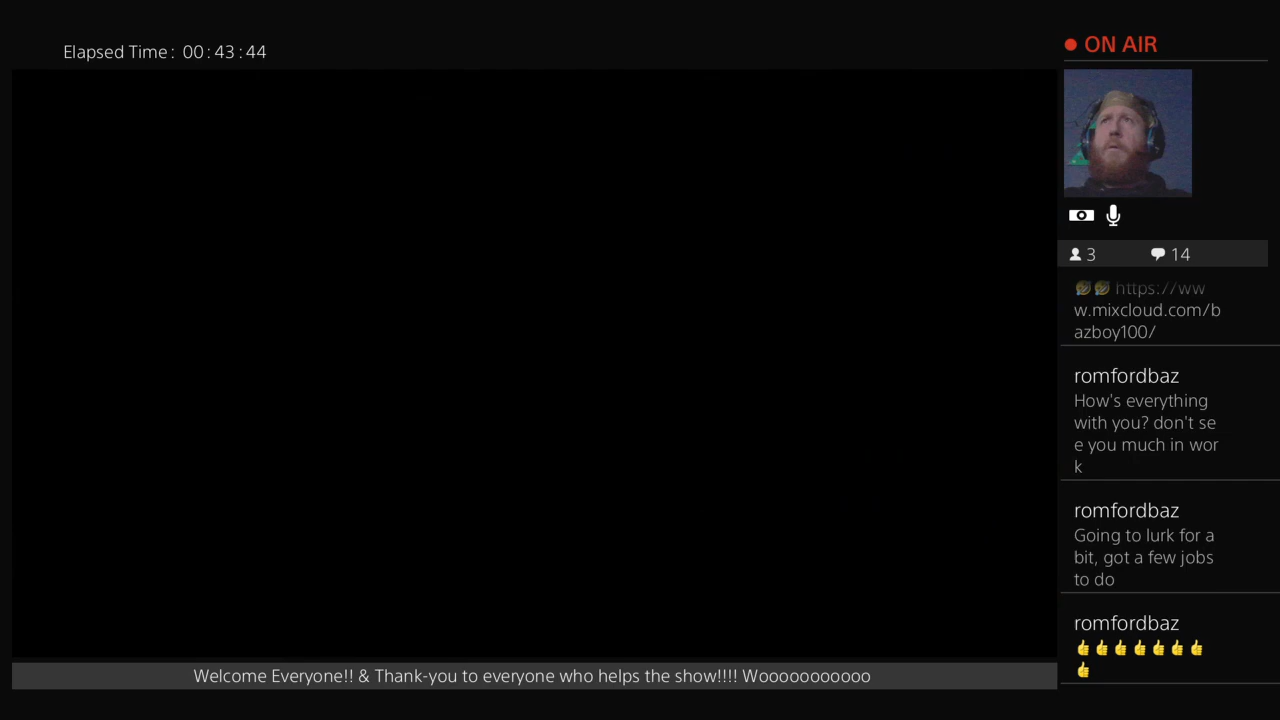 Elapsed Time: 00:43:44
ON AIR
3 14
🤣🤣 https://ww
w.mixcloud.com/b
azboy100/
romfordbaz
How's everything
with you? don't se
e you much in wor
k
romfordbaz
Going to lurk for a
bit, got a few jobs
to do
romfordbaz
👍👍👍👍👍👍👍
👍
Welcome Everyone!! & Thank-you to everyone who helps the show!!!! Wooooooooooo